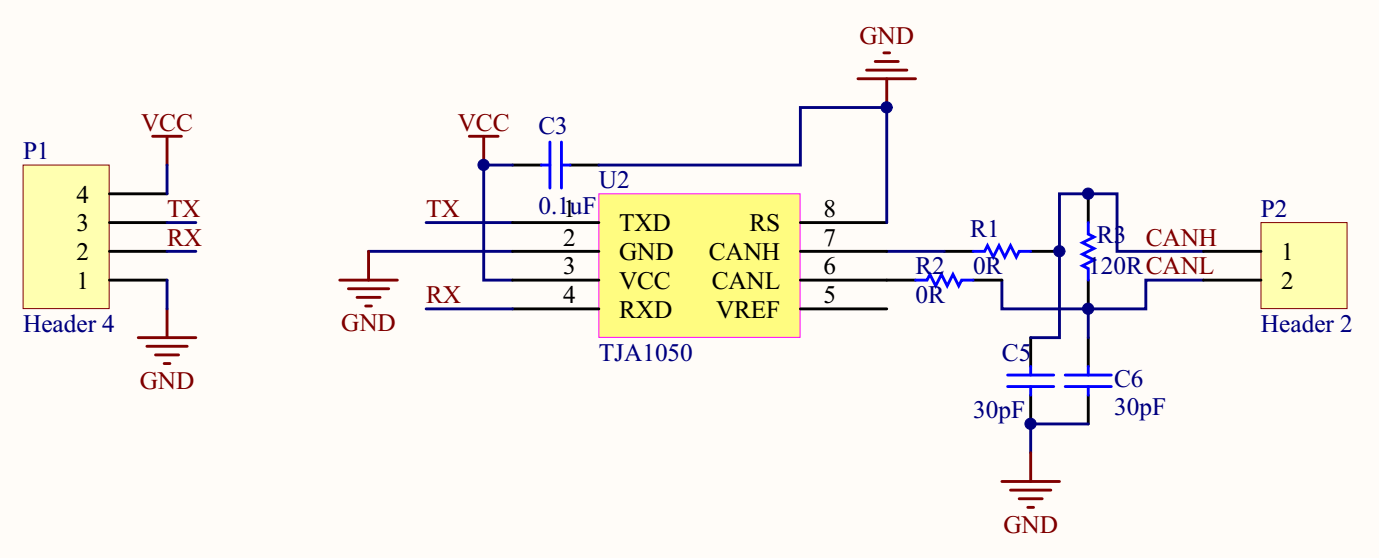 GND
VCC
VCC
C3
P1
U2
4
TX
TX
0.1uF
1
TXD
RS
8
P2
3
RX
2
GND
CANH
7
R1
R3
CANH
1
2
3
VCC
CANL
6
R2
0R
120R
CANL
2
1
RX
4
RXD
VREF
5
0R
Header 4
GND
Header 2
TJA1050
C5
GND
C6
30pF
30pF
GND